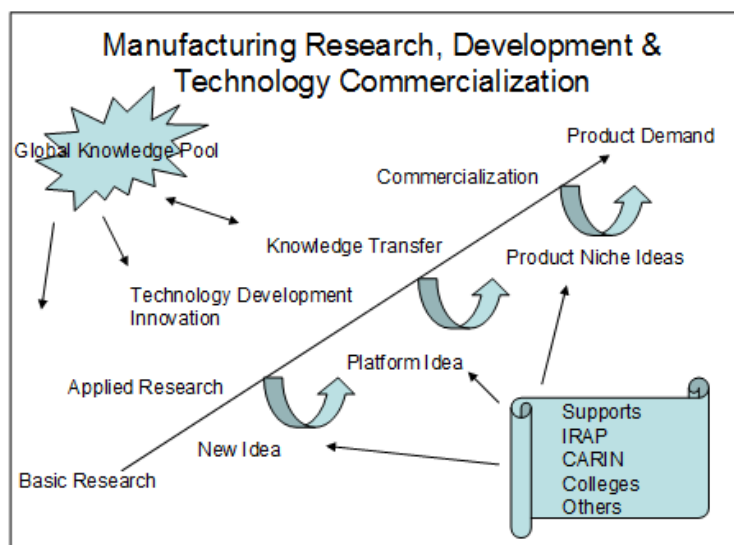 Manufacturing Research, Development &
Technology Commercialization
Global Knowledge Pool
Product Demand
Commercialization
Knowledge Transfer
Product Niche Ideas
Technology Development
Innovation
Platform Idea
Applied Research
New Idea
Basic Research
Supports
IRAP
CARIN
Colleges
Others